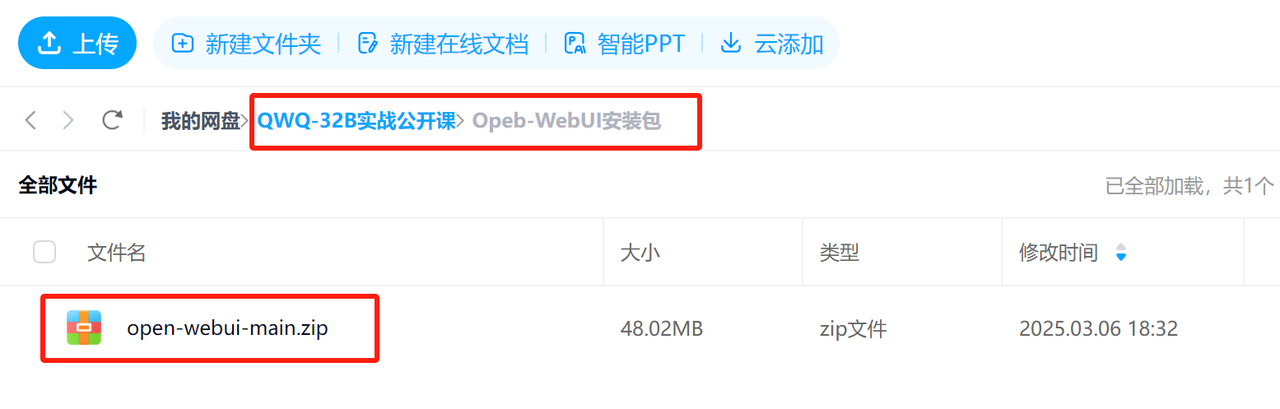 上传 新建文件夹 新建在线文档 智能PPT 云添加
我的网盘 QWQ-32B实战公开课 Opeb-WebUI安装包
全部文件 已全部加载，共1个
文件名 大小 类型 修改时间
open-webui-main.zip 48.02MB zip文件 2025.03.06 18:32